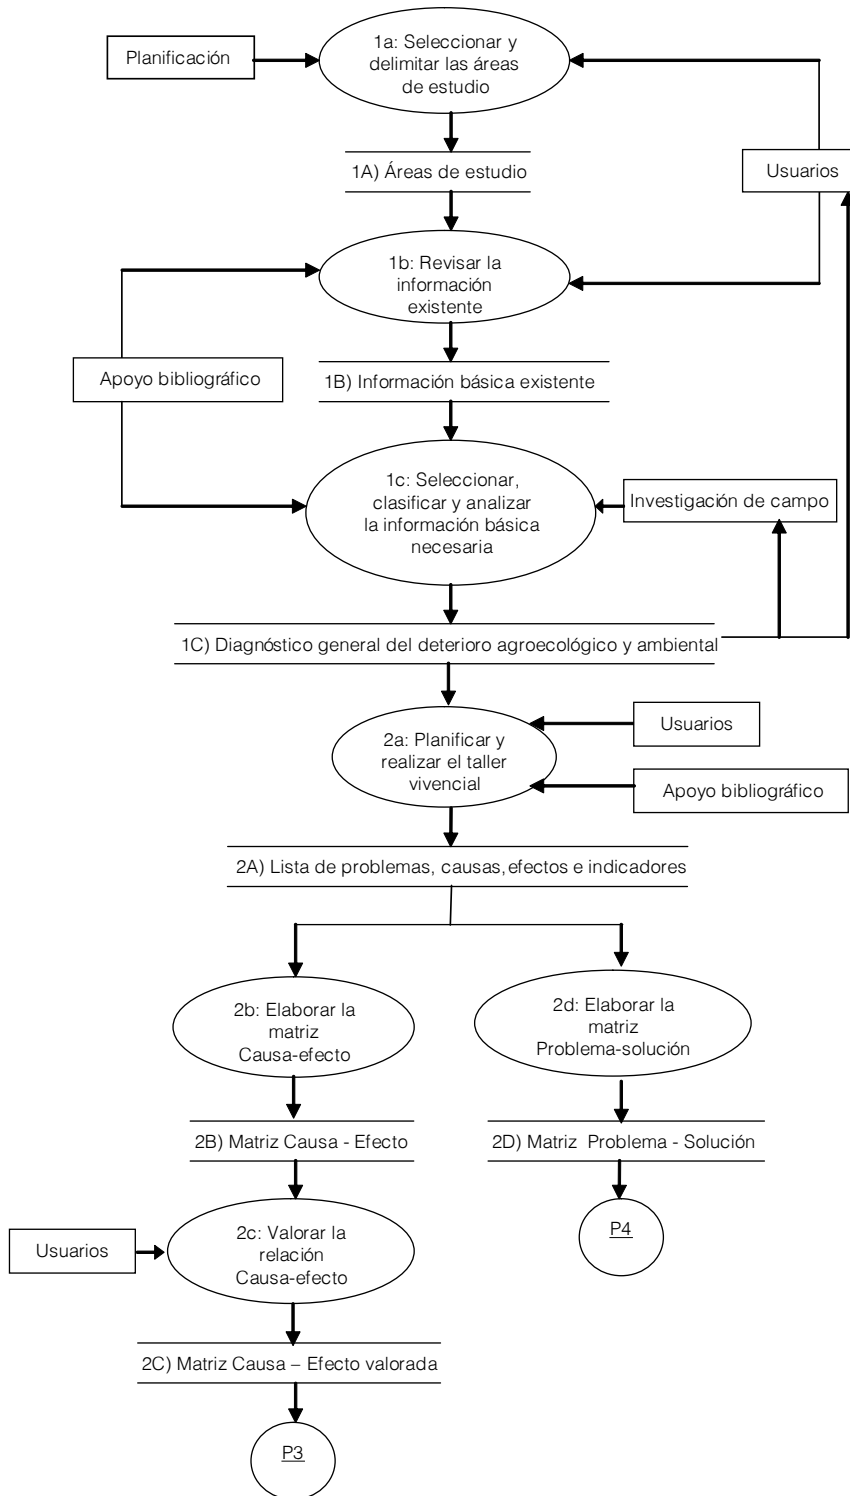 Planificación
1a: Seleccionar y
delimitar las áreas
de estudio
1A) Áreas de estudio
Usuarios
1b: Revisar la
información
existente
Apoyo bibliográfico
1B) Información básica existente
1c: Seleccionar,
clasificar y analizar
la información básica
necesaria
Investigación de campo
1C) Diagnóstico general del deterioro agroecológico y ambiental
2a: Planificar y
realizar el taller
vivencial
Usuarios
Apoyo bibliográfico
2A) Lista de problemas, causas, efectos e indicadores
2b: Elaborar la
matriz
Causa-efecto
2d: Elaborar la
matriz
Problema-solución
2B) Matriz Causa - Efecto
2D) Matriz Problema - Solución
Usuarios
2c: Valorar la
relación
Causa-efecto
P4
2C) Matriz Causa – Efecto valorada
P3